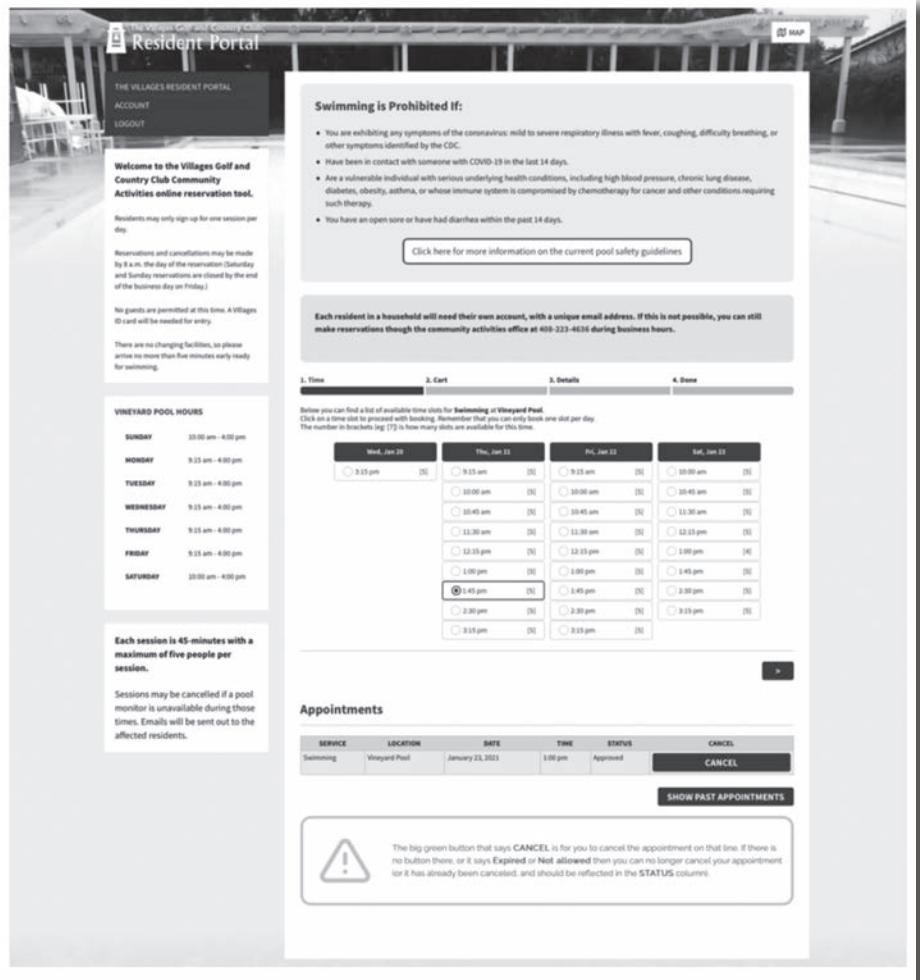 The Villages Golf and Country Club
Resident Portal
MAP
THE VILLAGES RESIDENT PORTAL
ACCOUNT
LOGOUT
Welcome to the Villages Golf and
Country Club Community
Activities online reservation tool.
Residents may only sign up for one session per
day.
Reservations and cancellations may be made
by 8 a.m. the day of the reservation (Saturday
and Sunday reservations are closed by the end
of the business day on Friday.)
No guests are permitted at this time. A Villages
ID card will be needed for entry.
There are no changing facilities, so please
arrive no more than five minutes early ready
for swimming.
VINEYARD POOL HOURS
SUNDAY 10:00 am - 4:00 pm
MONDAY 9:15 am - 4:00 pm
TUESDAY 9:15 am - 4:00 pm
WEDNESDAY 9:15 am - 4:00 pm
THURSDAY 9:15 am - 4:00 pm
FRIDAY 9:15 am - 4:00 pm
SATURDAY 10:00 am - 4:00 pm
Each session is 45-minutes with a
maximum of five people per
session.
Sessions may be cancelled if a pool
monitor is unavailable during those
times. Emails will be sent out to the
affected residents.
Swimming is Prohibited If:
• You are exhibiting any symptoms of the coronavirus: mild to severe respiratory illness with fever, coughing, difficulty breathing, or
other symptoms identified by the CDC.
• Have been in contact with someone with COVID-19 in the last 14 days.
• Are a vulnerable individual with serious underlying health conditions, including high blood pressure, chronic lung disease,
diabetes, obesity, asthma, or whose immune system is compromised by chemotherapy for cancer and other conditions requiring
such therapy.
• You have an open sore or have had diarrhea within the past 14 days.
Click here for more information on the current pool safety guidelines
Each resident in a household will need their own account, with a unique email address. If this is not possible, you can still
make reservations though the community activities office at 408-223-4636 during business hours.
1. Time 2. Cart 3. Details 4. Done
Below you can find a list of available time slots for Swimming at Vineyard Pool.
Click on a time slot to proceed with booking. Remember that you can only book one slot per day.
The number in brackets (eg: [7]) is how many slots are available for this time.
Wed, Jan 20 Thu, Jan 21 Fri, Jan 22 Sat, Jan 23
3:15 pm [5] 9:15 am [5] 9:15 am [5] 10:00 am [5]
10:00 am [5] 10:00 am [5] 10:45 am [5]
10:45 am [5] 10:45 am [5] 11:30 am [5]
11:30 am [5] 11:30 am [5] 12:15 pm [5]
12:15 pm [5] 12:15 pm [5] 1:00 pm [4]
1:00 pm [5] 1:00 pm [5] 1:45 pm [5]
1:45 pm [5] 1:45 pm [5] 2:30 pm [5]
2:30 pm [5] 2:30 pm [5] 3:15 pm [5]
3:15 pm [5] 3:15 pm [5]
>
Appointments
SERVICE LOCATION DATE TIME STATUS CANCEL
Swimming Vineyard Pool January 23, 2021 1:00 pm Approved CANCEL
SHOW PAST APPOINTMENTS
The big green button that says CANCEL is for you to cancel the appointment on that line. If there is
no button there, or it says Expired or Not allowed then you can no longer cancel your appointment
(or it has already been canceled, and should be reflected in the STATUS column).